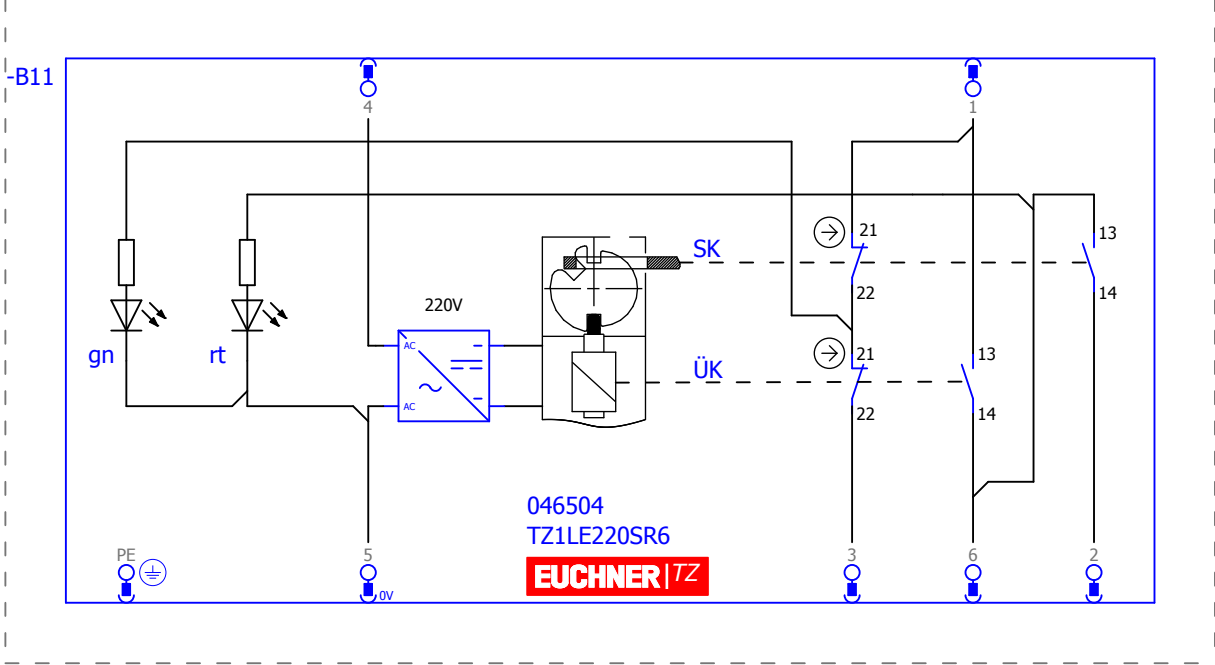 -B11
4
1
21
13
SK
22
14
220V
gn
rt
AC
21
13
ÜK
AC
22
14
046504
TZ1LE220SR6
EUCHNER|TZ
PE
5
3
6
2
0V